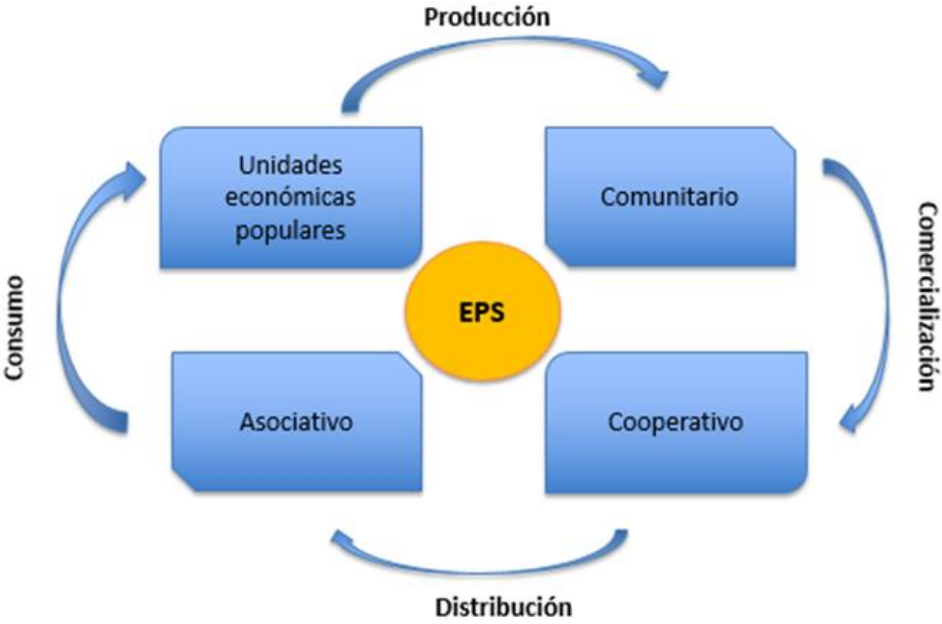 Producción
Unidades
económicas
populares
Comunitario
Consumo
EPS
Comercialización
Asociativo
Cooperativo
Distribución